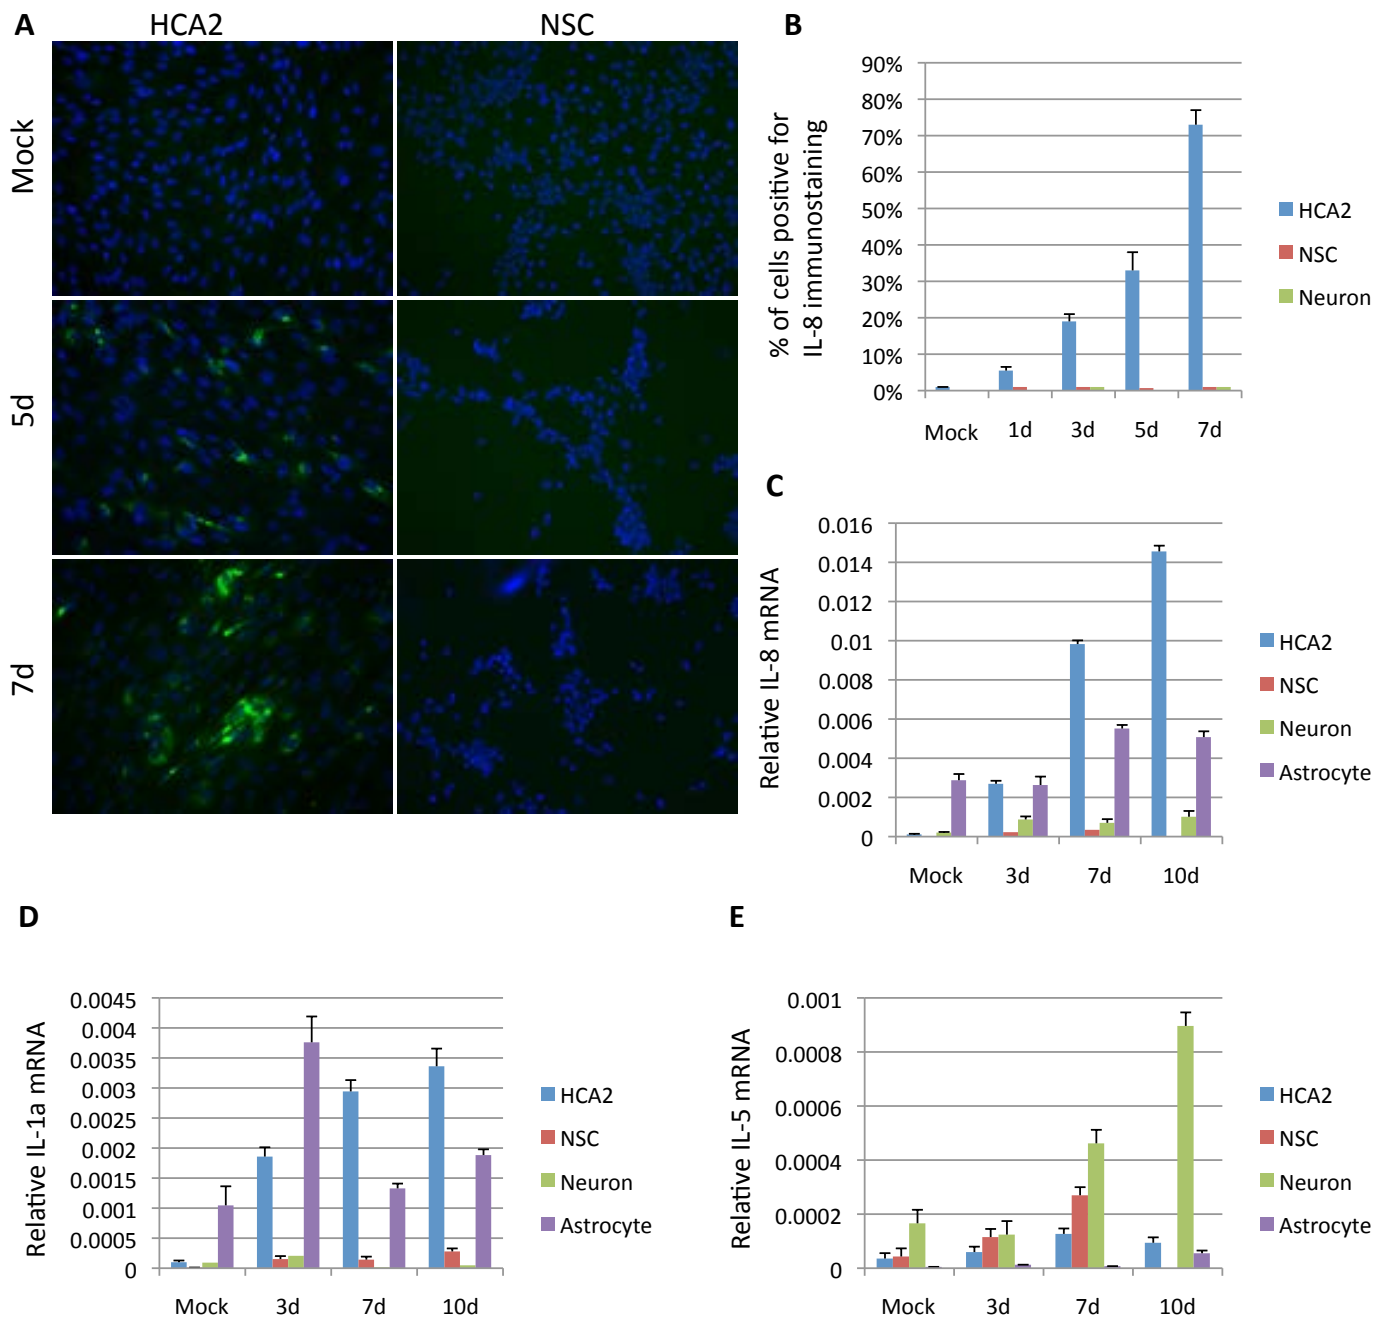 A
HCA2
NSC
Mock
5d
7d
B
% of cells positive for
IL-8 immunostaining
90%
80%
70%
60%
50%
40%
30%
20%
10%
0%
Mock 1d 3d 5d 7d
HCA2
NSC
Neuron
C
Relative IL-8 mRNA
0.016
0.014
0.012
0.01
0.008
0.006
0.004
0.002
0
Mock 3d 7d 10d
HCA2
NSC
Neuron
Astrocyte
D
Relative IL-1a mRNA
0.0045
0.004
0.0035
0.003
0.0025
0.002
0.0015
0.001
0.0005
0
Mock 3d 7d 10d
HCA2
NSC
Neuron
Astrocyte
E
Relative IL-5 mRNA
0.001
0.0008
0.0006
0.0004
0.0002
0
Mock 3d 7d 10d
HCA2
NSC
Neuron
Astrocyte